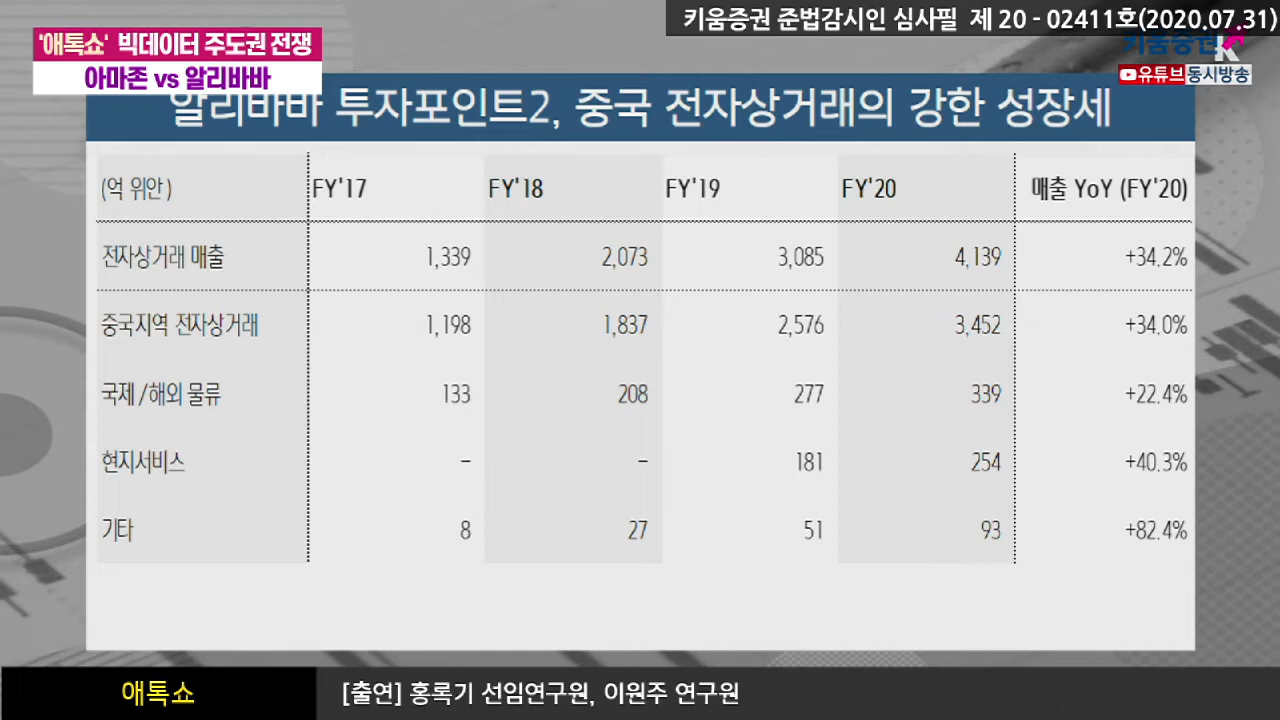 키움증권 준법감시인 심사필 제 20 - 02411호(2020.07.31)
'애톡쇼' 빅데이터 주도권 전쟁
아마존 vs 알리바바
키움증권
유튜브 동시방송
알리바바 투자포인트2, 중국 전자상거래의 강한 성장세
(억 위안) FY'17 FY'18 FY'19 FY'20 매출 YoY (FY'20)
전자상거래 매출 1,339 2,073 3,085 4,139 +34.2%
중국지역 전자상거래 1,198 1,837 2,576 3,452 +34.0%
국제/해외 물류 133 208 277 339 +22.4%
현지서비스 – – 181 254 +40.3%
기타 8 27 51 93 +82.4%
애톡쇼
[출연] 홍록기 선임연구원, 이원주 연구원